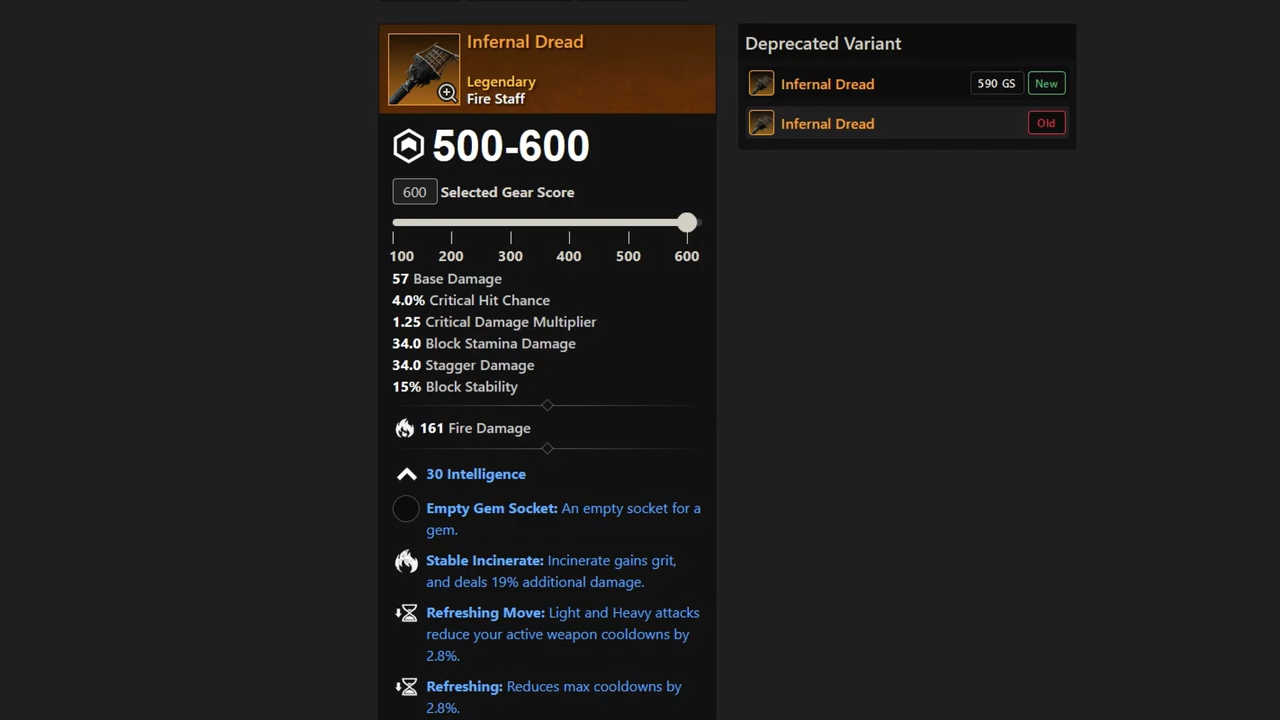 Infernal Dread
Legendary
Fire Staff
500-600
600 Selected Gear Score
100 200 300 400 500 600
57 Base Damage
4.0% Critical Hit Chance
1.25 Critical Damage Multiplier
34.0 Block Stamina Damage
34.0 Stagger Damage
15% Block Stability
161 Fire Damage
30 Intelligence
Empty Gem Socket: An empty socket for a
gem.
Stable Incinerate: Incinerate gains grit,
and deals 19% additional damage.
Refreshing Move: Light and Heavy attacks
reduce your active weapon cooldowns by
2.8%.
Refreshing: Reduces max cooldowns by
2.8%.
Deprecated Variant
Infernal Dread 590 GS New
Infernal Dread Old